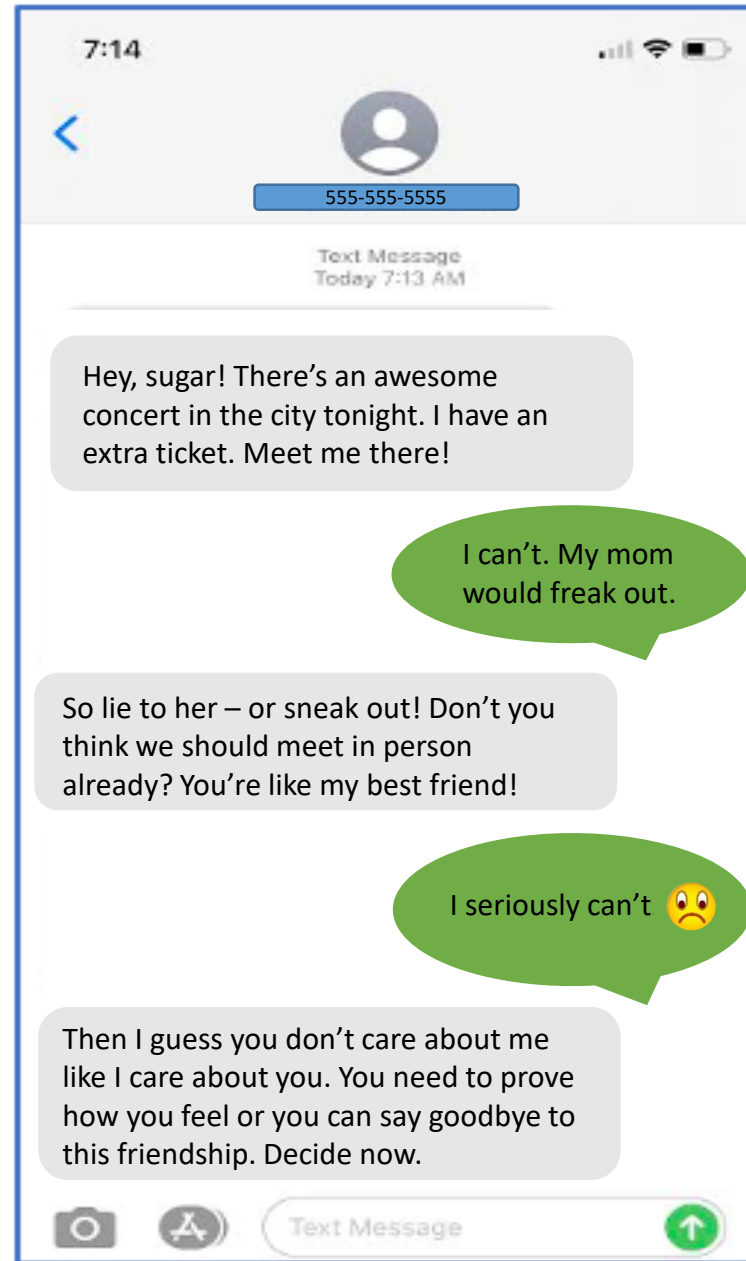 7:14
555-555-5555
Text Message
Today 7:13 AM
Hey, sugar! There’s an awesome
concert in the city tonight. I have an
extra ticket. Meet me there!
I can’t. My mom
would freak out.
So lie to her – or sneak out! Don’t you
think we should meet in person
already? You’re like my best friend!
I seriously can’t
Then I guess you don’t care about me
like I care about you. You need to prove
how you feel or you can say goodbye to
this friendship. Decide now.
Text Message